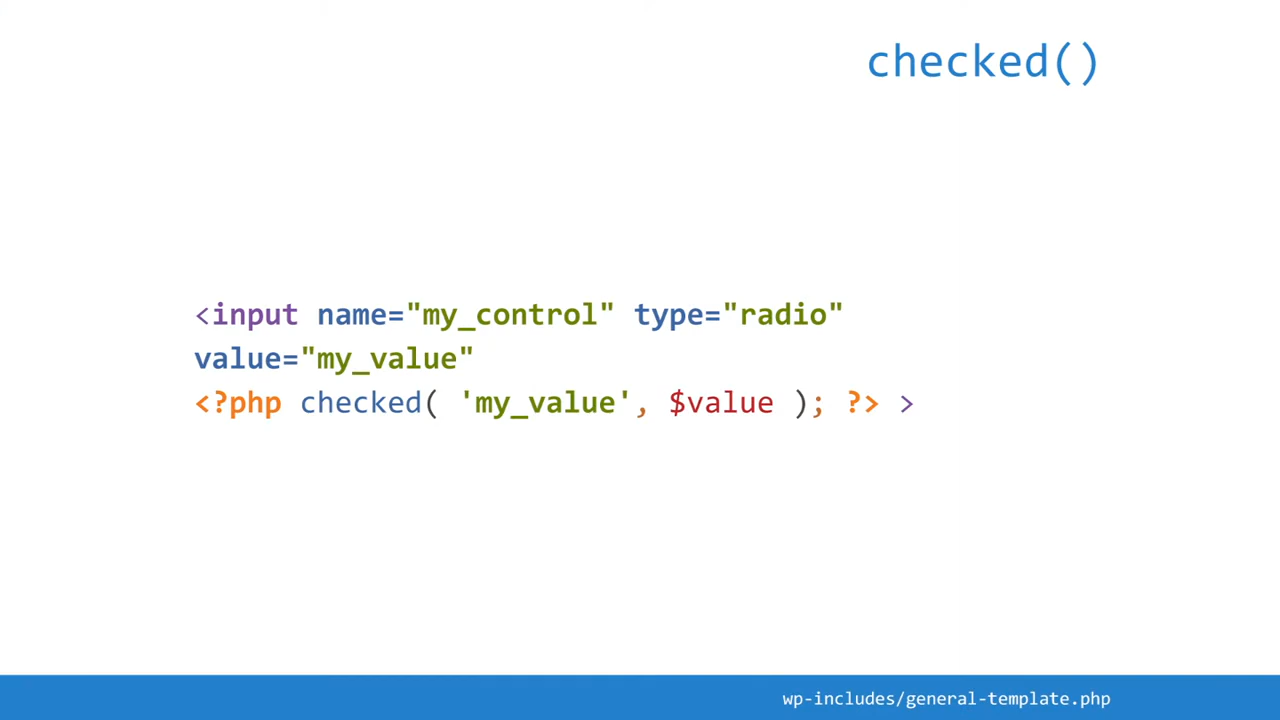 checked()
<input name="my_control" type="radio"
value="my_value"
<?php checked( 'my_value', $value ); ?> >
wp-includes/general-template.php